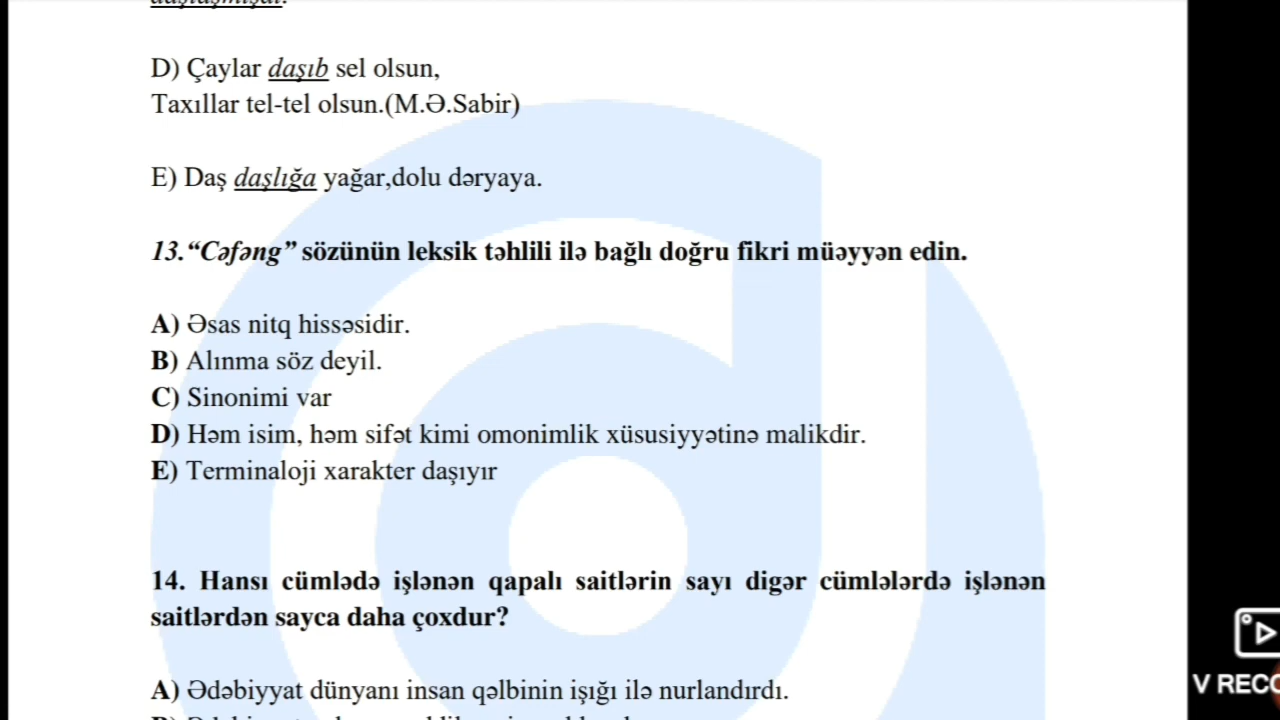 D) Çaylar daşıb sel olsun,
Taxıllar tel-tel olsun.(M.Ə.Sabir)
E) Daş daşlığa yağar,dolu dəryaya.
13.“Cəfəng” sözünün leksik təhlili ilə bağlı doğru fikri müəyyən edin.
A) Əsas nitq hissəsidir.
B) Alınma söz deyil.
C) Sinonimi var
D) Həm isim, həm sifət kimi omonimlik xüsusiyyətinə malikdir.
E) Terminaloji xarakter daşıyır
14. Hansı cümlədə işlənən qapalı saitlərin sayı digər cümlələrdə işlənən
saitlərdən sayca daha çoxdur?
A) Ədəbiyyat dünyanı insan qəlbinin işığı ilə nurlandırdı.
V REC